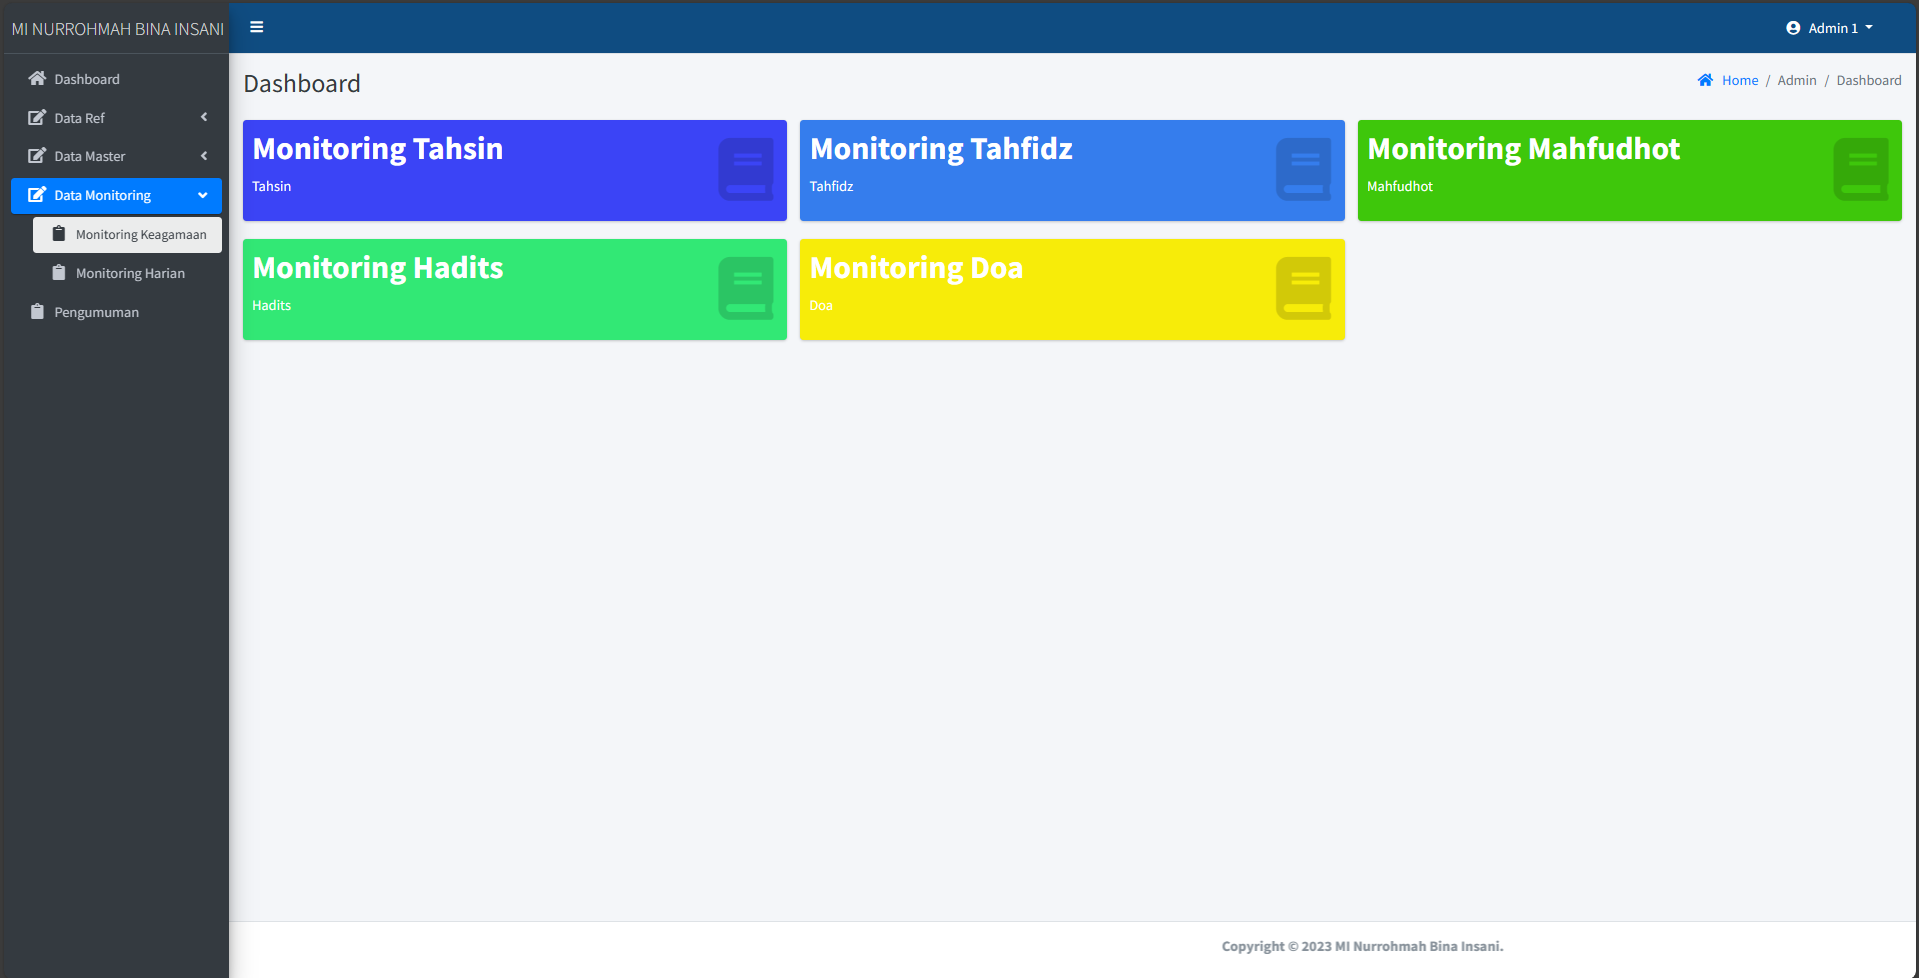 MI NURROHMAH BINA INSANI
Admin 1
Dashboard
Data Ref
Data Master
Data Monitoring
Monitoring Keagamaan
Monitoring Harian
Pengumuman
Dashboard
Home / Admin / Dashboard
Monitoring Tahsin
Tahsin
Monitoring Tahfidz
Tahfidz
Monitoring Mahfudhot
Mahfudhot
Monitoring Hadits
Hadits
Monitoring Doa
Doa
Copyright © 2023 MI Nurrohmah Bina Insani.